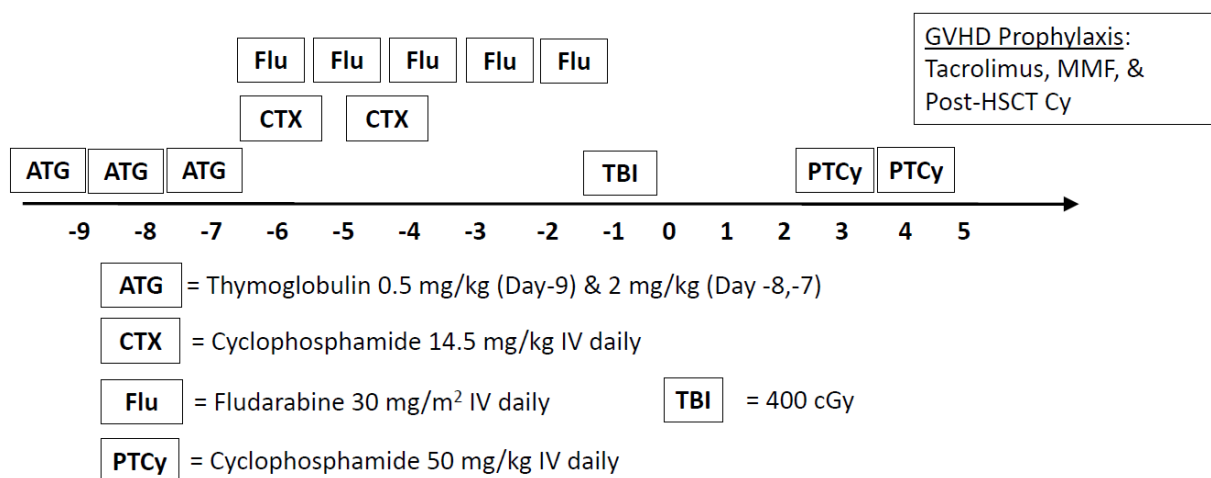 Flu Flu Flu Flu Flu
GVHD Prophylaxis:
Tacrolimus, MMF, &
Post-HSCT Cy
CTX CTX
ATG ATG ATG TBI PTCy PTCy
-9 -8 -7 -6 -5 -4 -3 -2 -1 0 1 2 3 4 5
ATG = Thymoglobulin 0.5 mg/kg (Day-9) & 2 mg/kg (Day -8,-7)
CTX = Cyclophosphamide 14.5 mg/kg IV daily
Flu = Fludarabine 30 mg/m² IV daily TBI = 400 cGy
PTCy = Cyclophosphamide 50 mg/kg IV daily